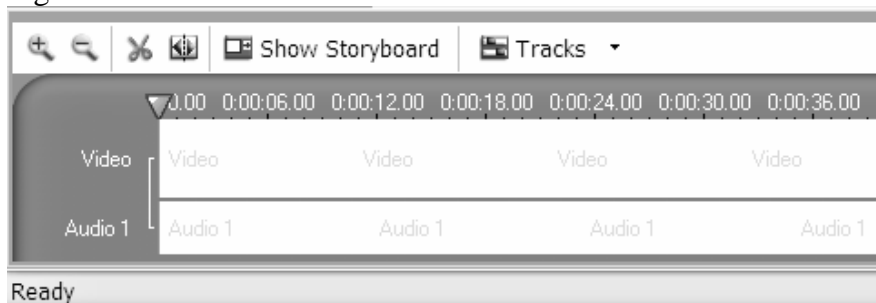 Show Storyboard Tracks
0.00 0:00:06.00 0:00:12.00 0:00:18.00 0:00:24.00 0:00:30.00 0:00:36.00
Video Video Video Video Video
Audio 1 Audio 1 Audio 1 Audio 1 Audio 1
Ready